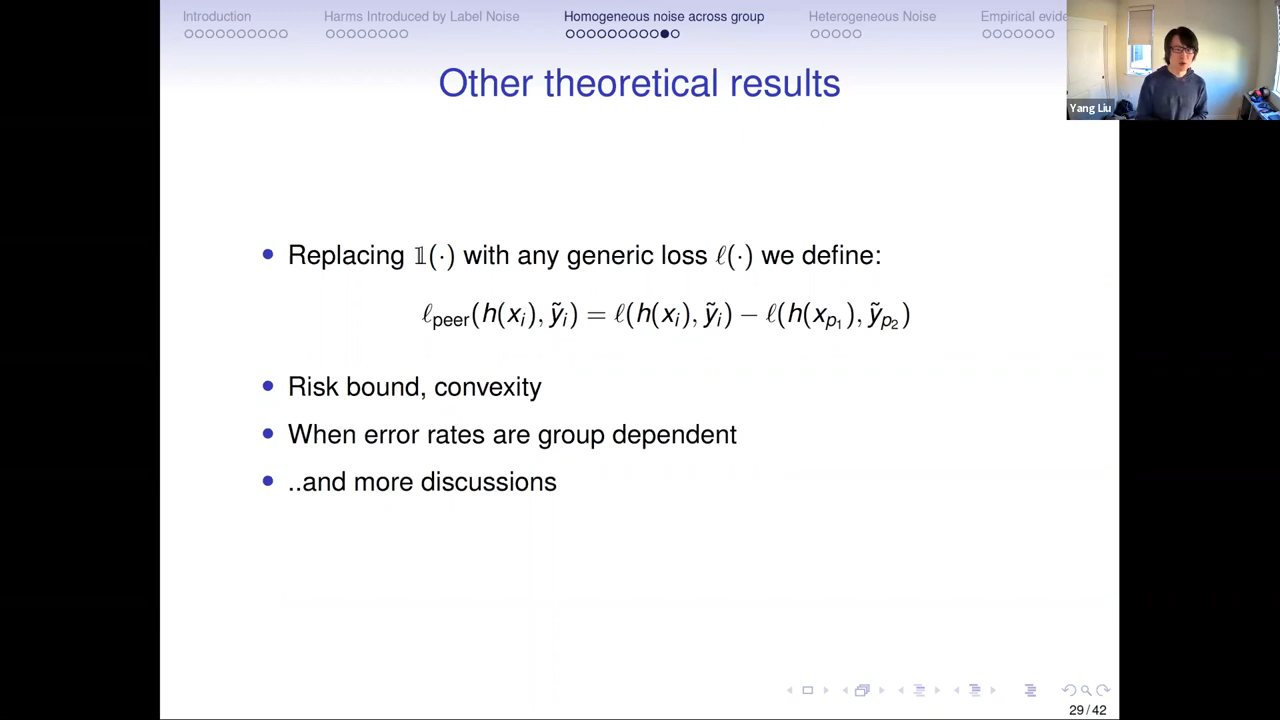 Introduction
Harms Introduced by Label Noise
Homogeneous noise across group
Heterogeneous Noise
Empirical evide
Yang Liu
Other theoretical results
• Replacing 𝟙(·) with any generic loss ℓ(·) we define:
ℓpeer(h(xᵢ), ỹᵢ) = ℓ(h(xᵢ), ỹᵢ) − ℓ(h(xₚ₁), ỹₚ₂)
• Risk bound, convexity
• When error rates are group dependent
• ..and more discussions
29 / 42